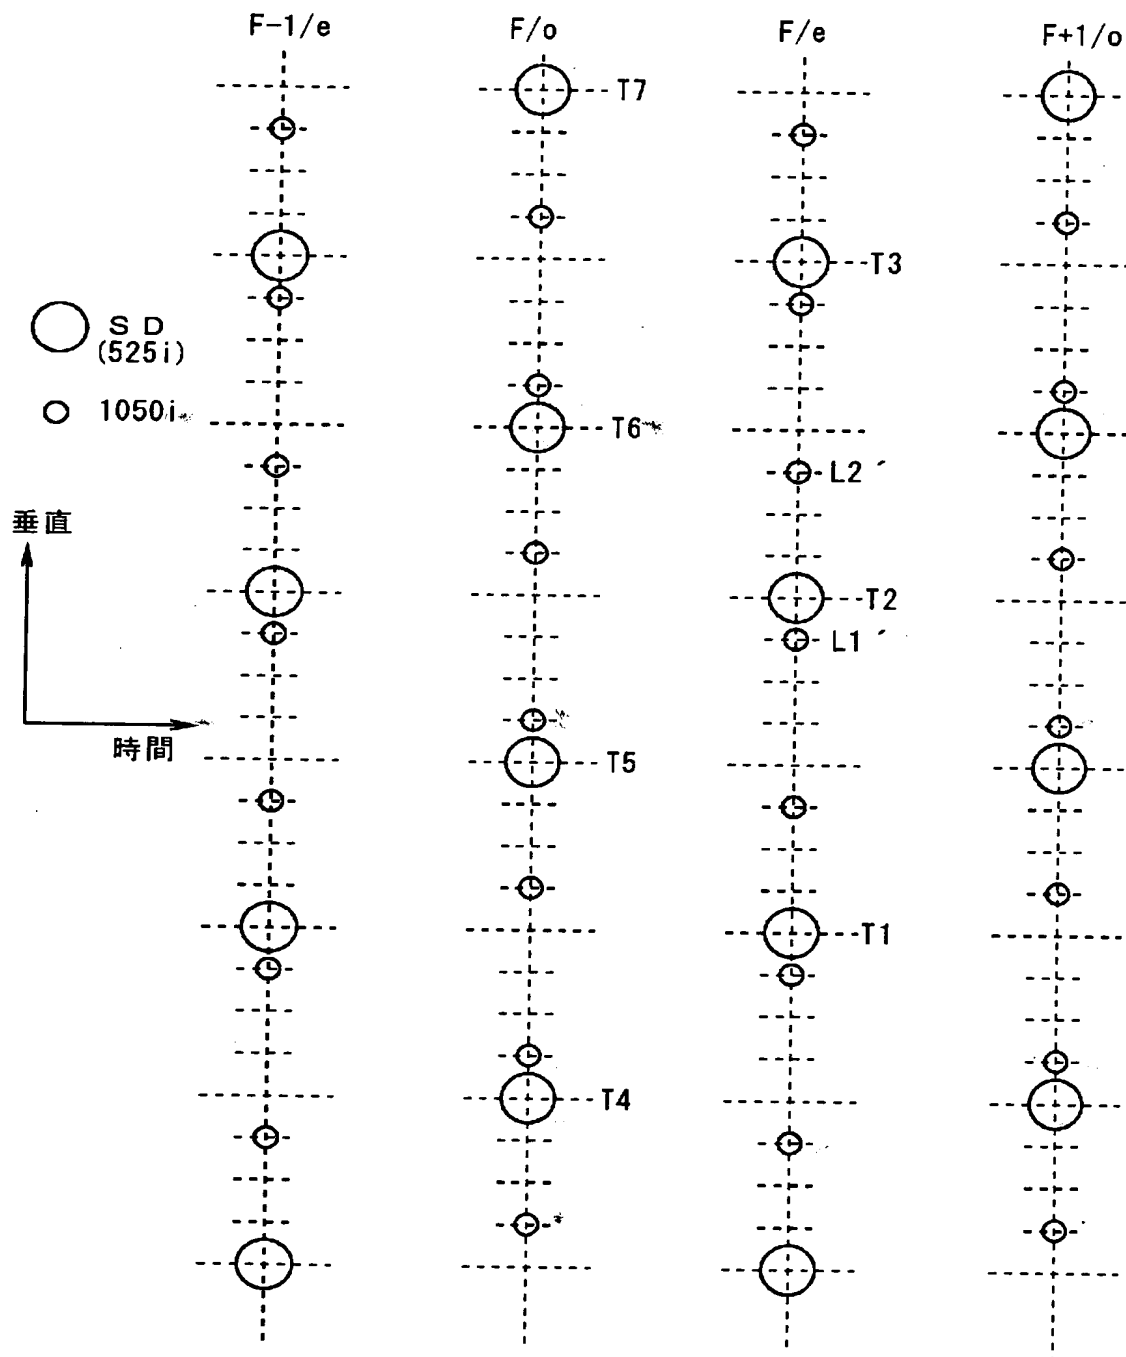 F-1/e F/o F/e F+1/o
T7
T3
SD
(525i)
1050i
T6
L2´
垂直
T2
L1´
時間
T5
T1
T4